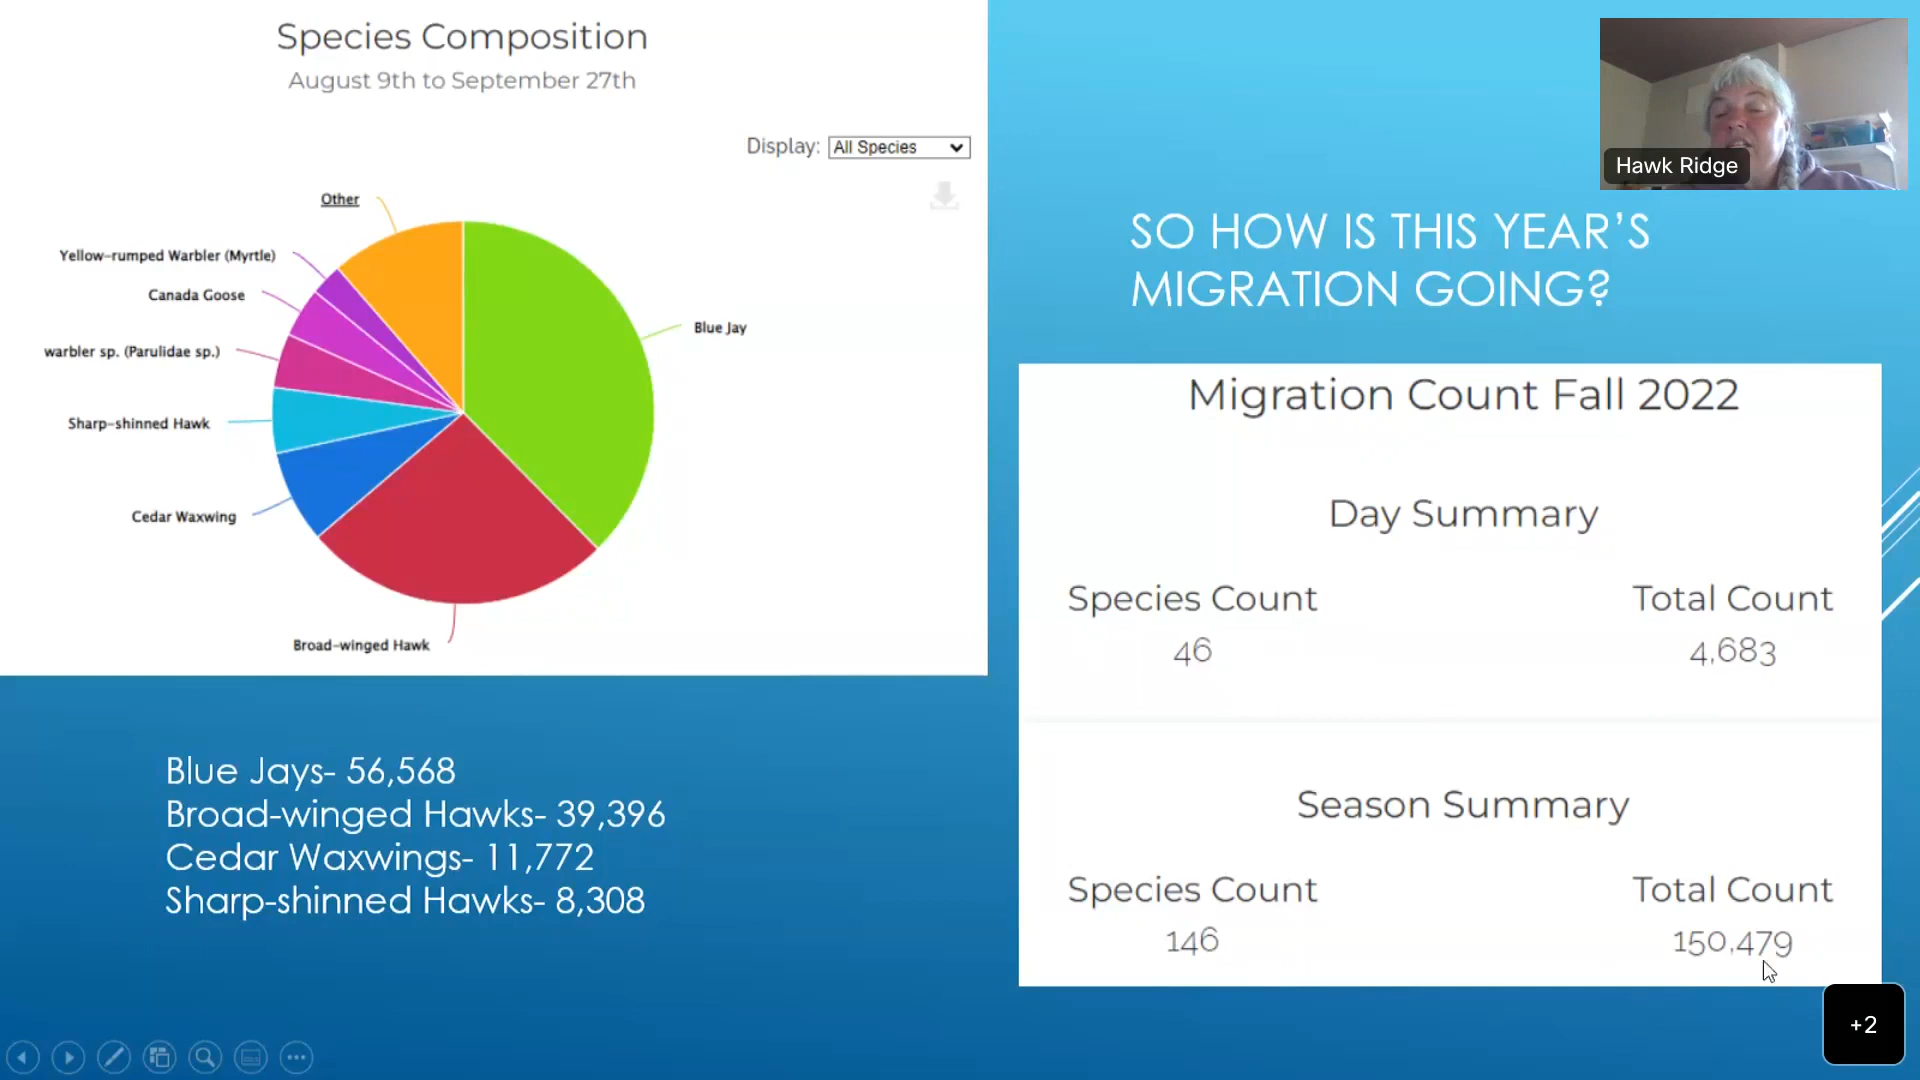 Species Composition
August 9th to September 27th
Display: All Species
Other
Yellow-rumped Warbler (Myrtle)
Canada Goose
warbler sp. (Parulidae sp.)
Sharp-shinned Hawk
Cedar Waxwing
Broad-winged Hawk
Blue Jay
Blue Jays- 56,568
Broad-winged Hawks- 39,396
Cedar Waxwings- 11,772
Sharp-shinned Hawks- 8,308
Hawk Ridge
SO HOW IS THIS YEAR’S
MIGRATION GOING?
Migration Count Fall 2022
Day Summary
Species Count Total Count
46 4,683
Season Summary
Species Count Total Count
146 150,479
+2